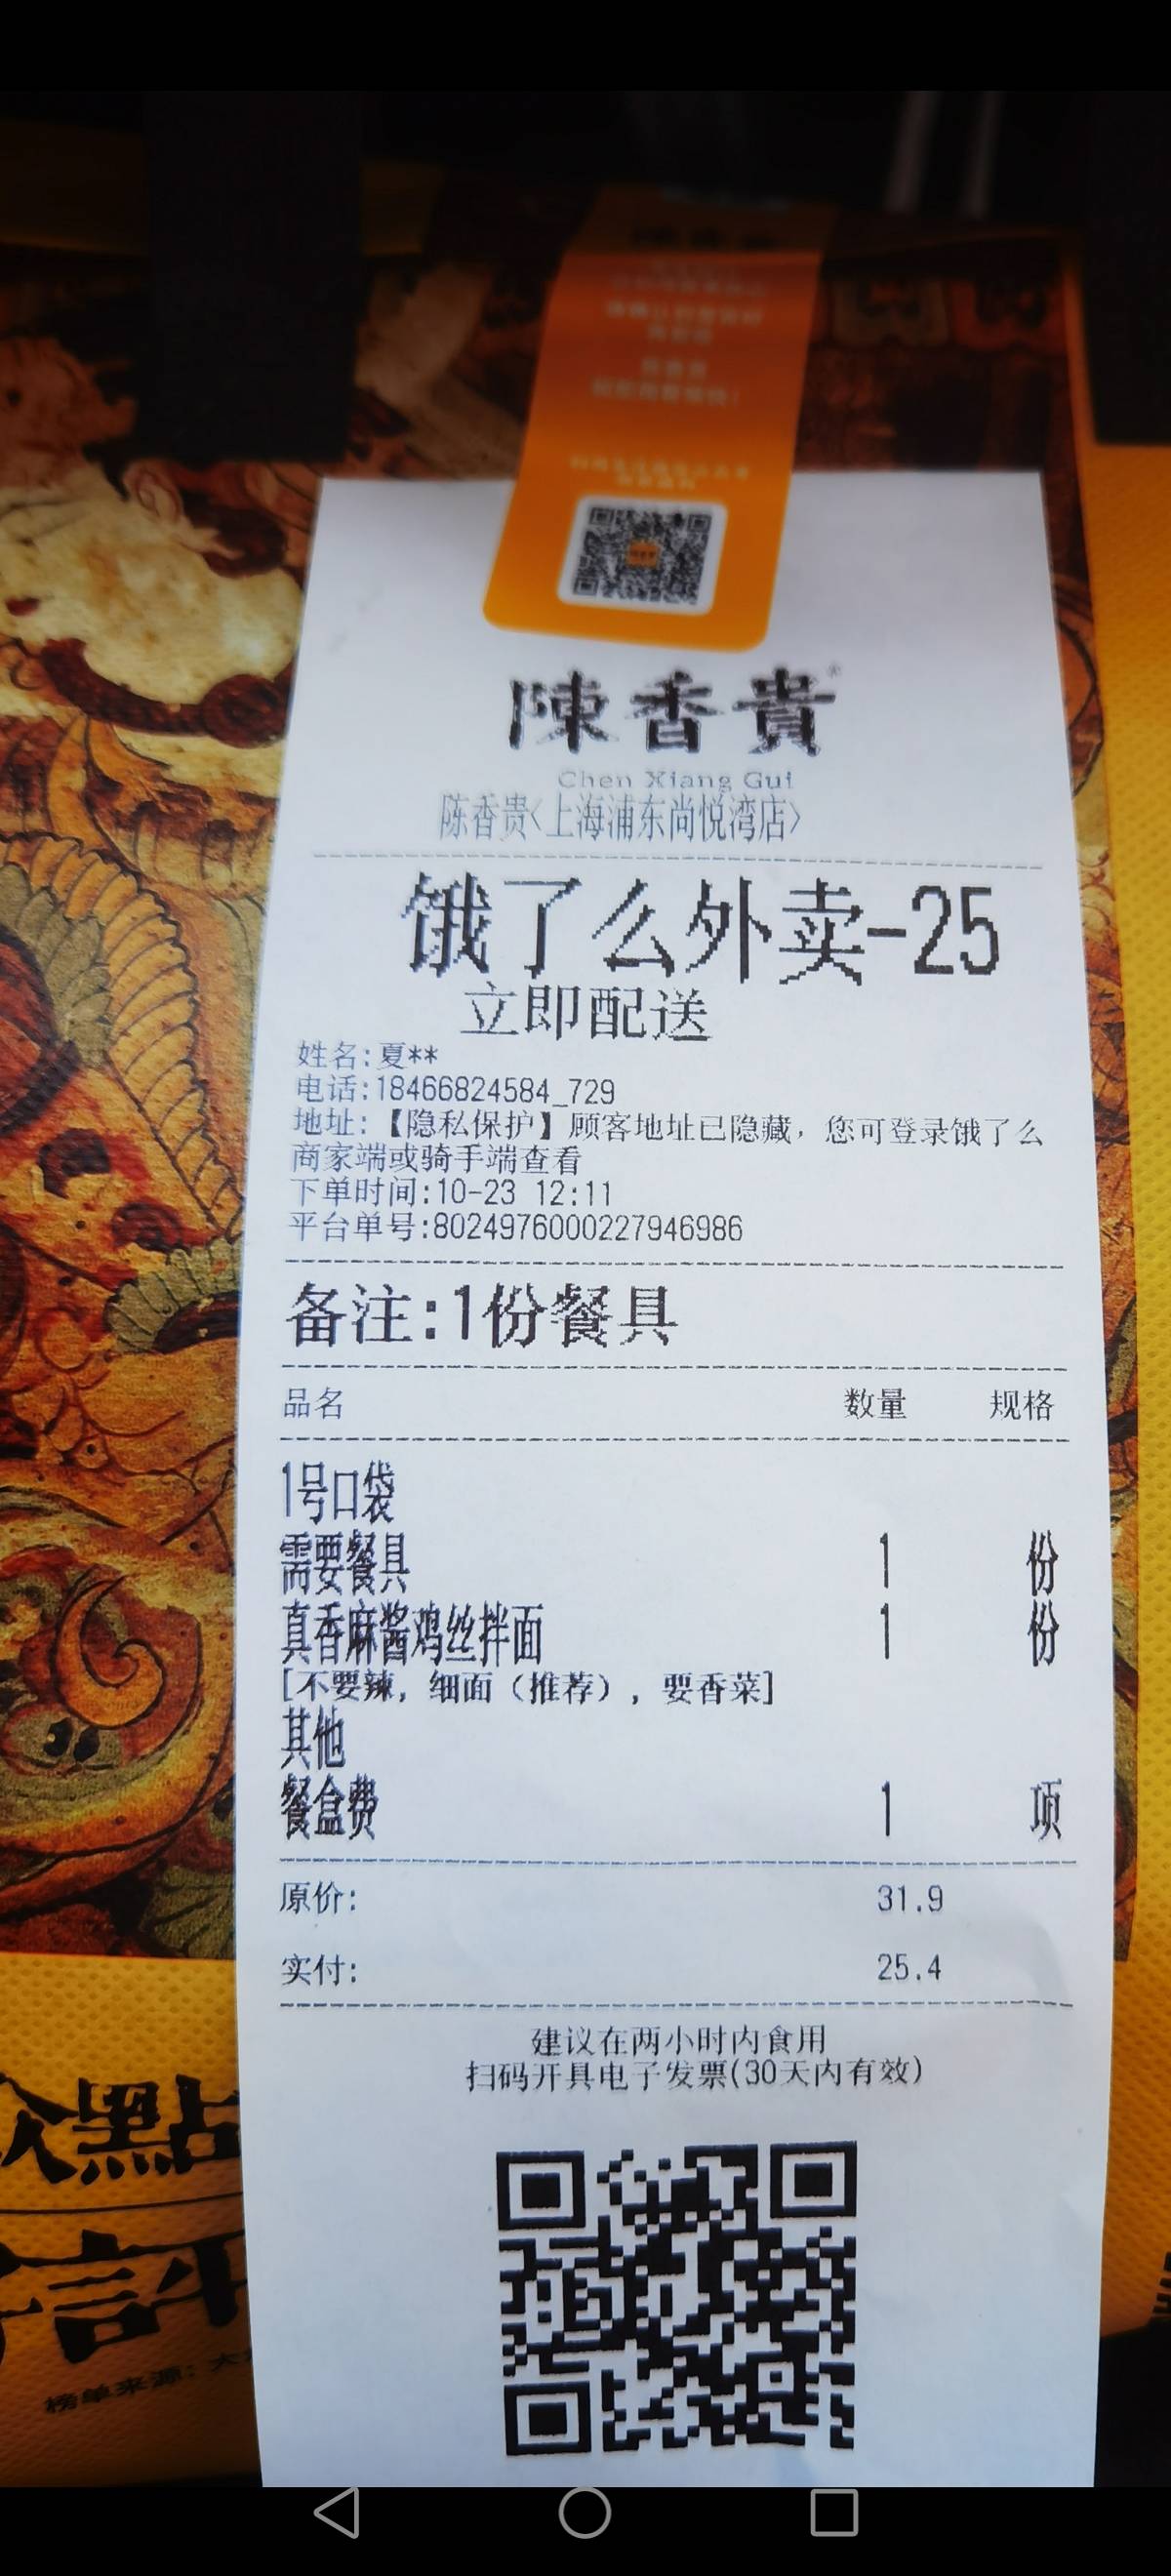 陳香貴®
Chen Xiang Gui
陈香贵<上海浦东尚悦湾店>
饿了么外卖-25
立即配送
姓名:夏**
电话:18466824584_729
地址:【隐私保护】顾客地址已隐藏，您可登录饿了么
商家端或骑手端查看
下单时间:10-23 12:11
平台单号:8024976000227946986
备注:1份餐具
品名 数量 规格
1号口袋
需要餐具 1 份
真香麻酱鸡丝拌面 1 份
[不要辣, 细面（推荐）, 要香菜]
其他
餐盒费 1 项
原价: 31.9
实付: 25.4
建议在两小时内食用
扫码开具电子发票(30天内有效)
點
評
榜单来源: 大